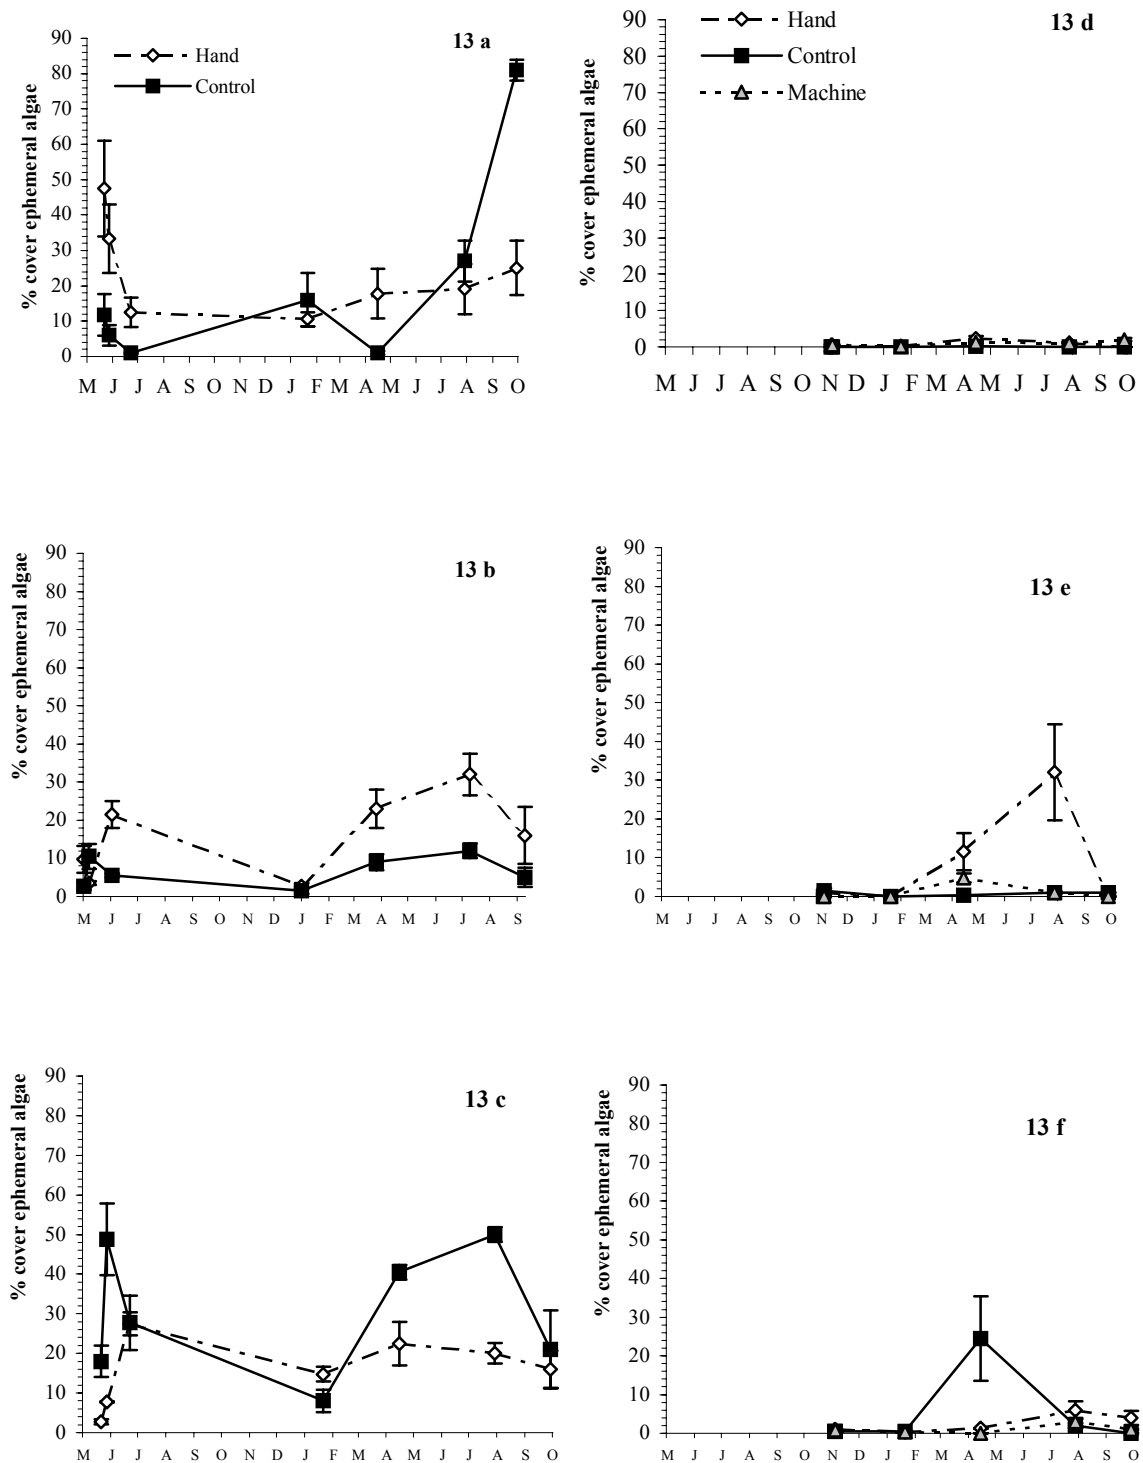 13 a
Hand
Control
% cover ephemeral algae
90
80
70
60
50
40
30
20
10
0
M J J A S O N D J F M A M J J A S O
13 d
Hand
Control
Machine
% cover ephemeral algae
90
80
70
60
50
40
30
20
10
0
M J J A S O N D J F M A M J J A S O
13 b
% cover ephemeral algae
90
80
70
60
50
40
30
20
10
0
M J J A S O N D J F M A M J J A S
13 e
% cover ephemeral algae
90
80
70
60
50
40
30
20
10
0
M J J A S O N D J F M A M J J A S O
13 c
% cover ephemeral algae
90
80
70
60
50
40
30
20
10
0
M J J A S O N D J F M A M J J A S O
13 f
% cover ephemeral algae
90
80
70
60
50
40
30
20
10
0
M J J A S O N D J F M A M J J A S O